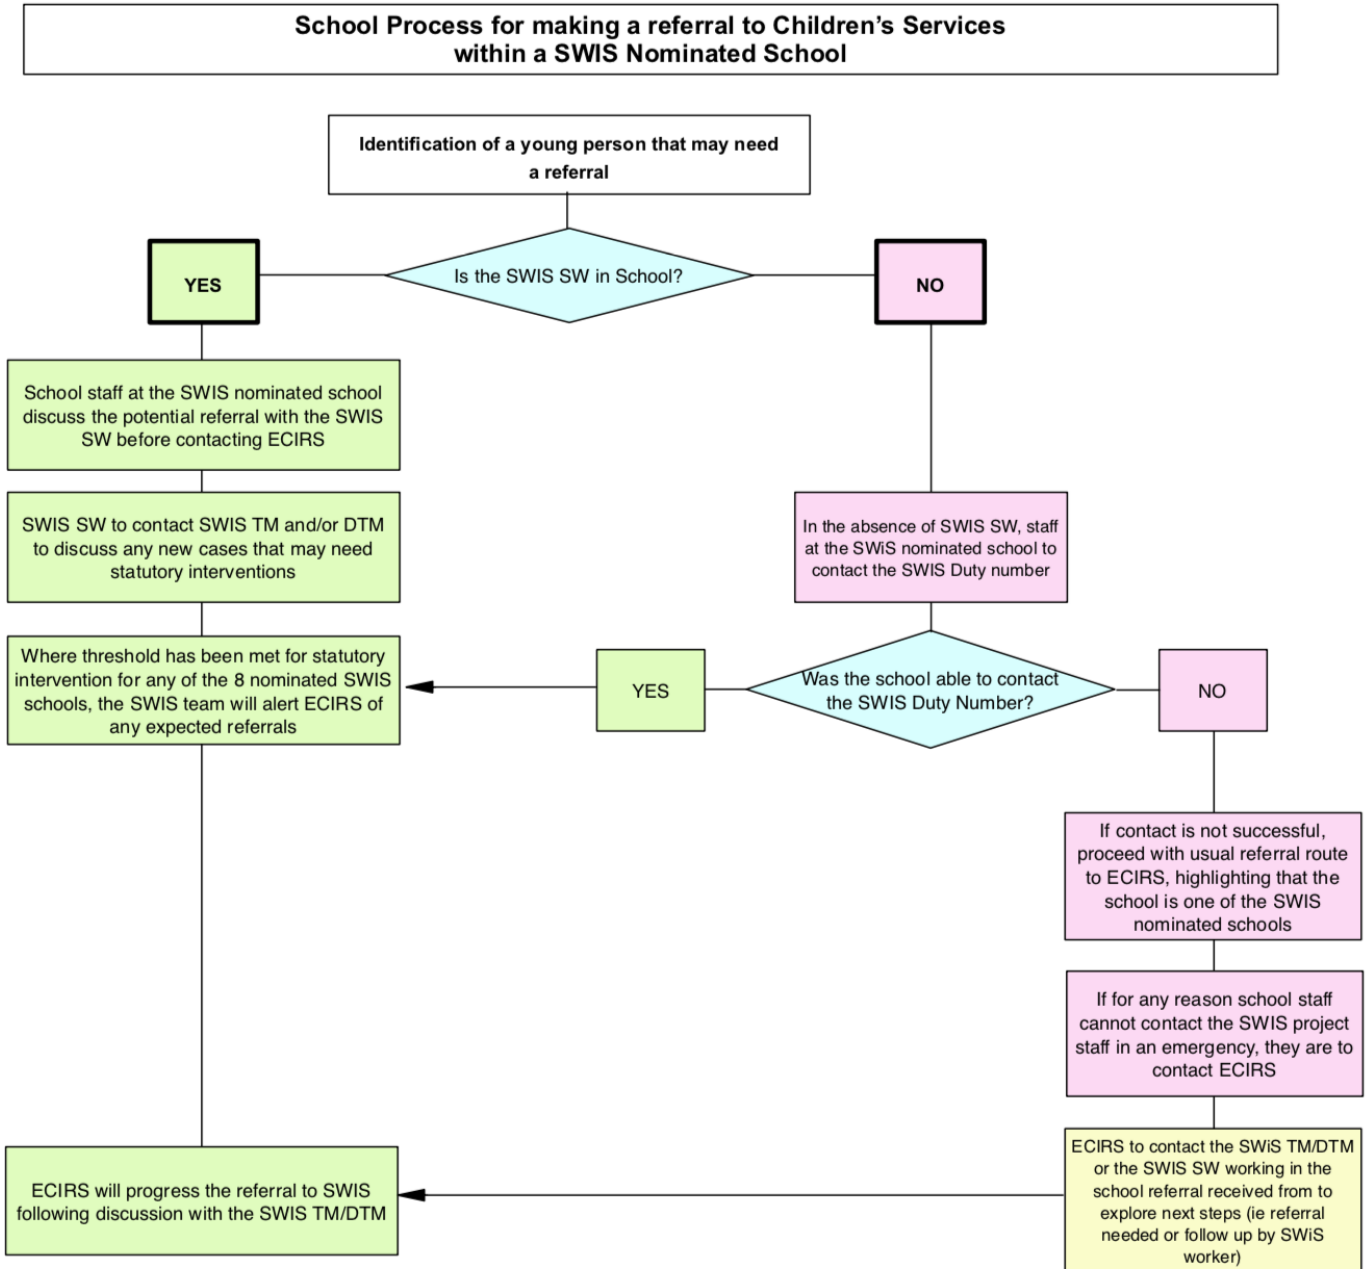 School Process for making a referral to Children's Services
within a SWIS Nominated School
Identification of a young person that may need
a referral
YES
Is the SWIS SW in School?
NO
School staff at the SWIS nominated school
discuss the potential referral with the SWIS
SW before contacting ECIRS
SWIS SW to contact SWIS TM and/or DTM
to discuss any new cases that may need
statutory interventions
In the absence of SWIS SW, staff
at the SWiS nominated school to
contact the SWIS Duty number
Where threshold has been met for statutory
intervention for any of the 8 nominated SWIS
schools, the SWIS team will alert ECIRS of
any expected referrals
YES
Was the school able to contact
the SWIS Duty Number?
NO
If contact is not successful,
proceed with usual referral route
to ECIRS, highlighting that the
school is one of the SWIS
nominated schools
If for any reason school staff
cannot contact the SWIS project
staff in an emergency, they are to
contact ECIRS
ECIRS will progress the referral to SWIS
following discussion with the SWIS TM/DTM
ECIRS to contact the SWiS TM/DTM
or the SWIS SW working in the
school referral received from to
explore next steps (ie referral
needed or follow up by SWiS
worker)